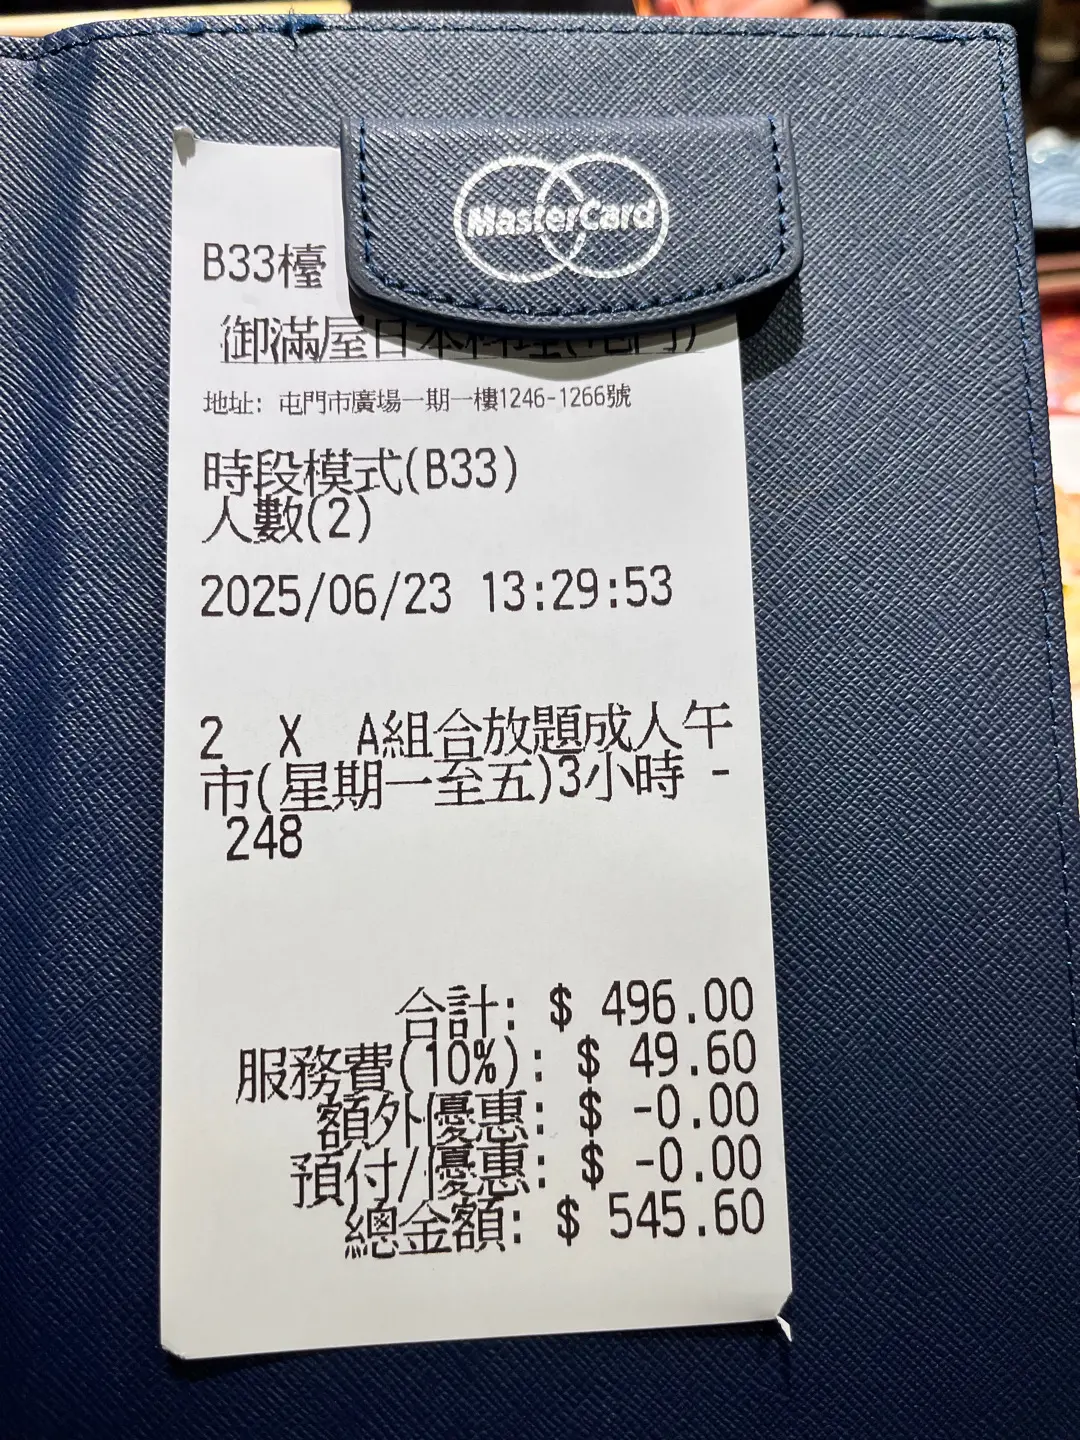 MasterCard
B33檯
御滿屋日本料理(屯門)
地址: 屯門市廣場一期一樓1246-1266號
時段模式(B33)
人數(2)
2025/06/23 13:29:53
2 X A組合放題成人午
市(星期一至五)3小時 -
248
合計: $ 496.00
服務費(10%): $ 49.60
額外優惠: $ -0.00
預付/優惠: $ -0.00
總金額: $ 545.60